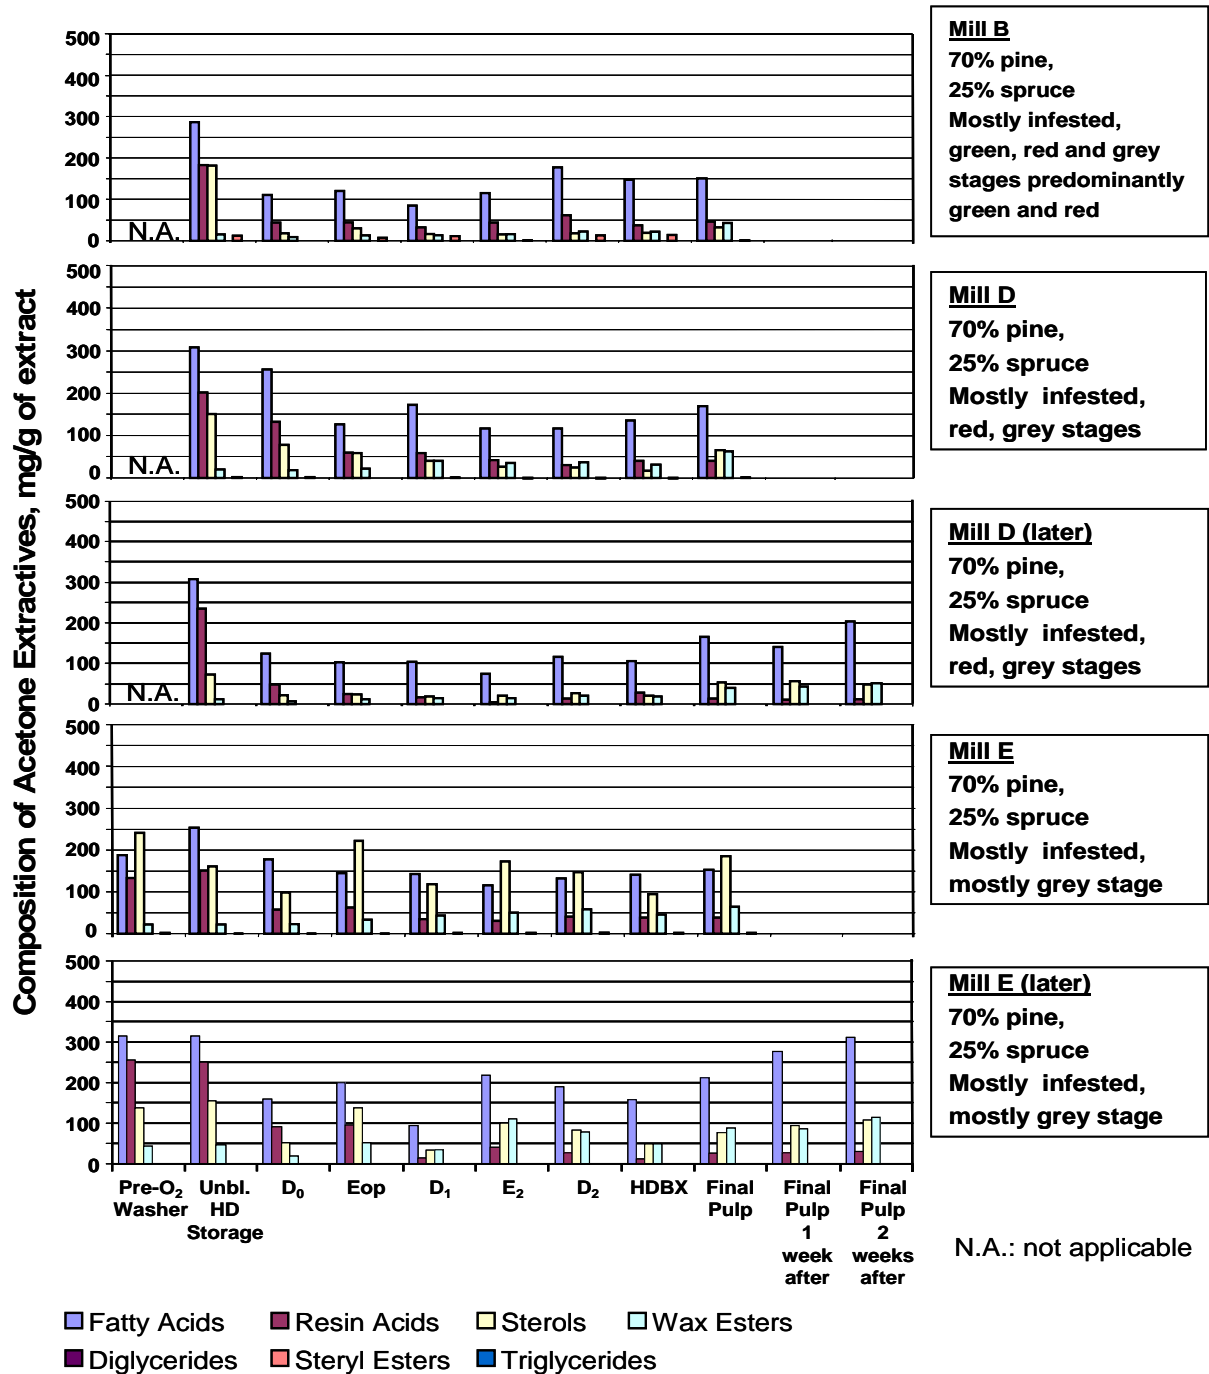 Composition of Acetone Extractives, mg/g of extract
500
400
300
200
100
0
N.A.
Mill B
70% pine,
25% spruce
Mostly infested,
green, red and grey
stages predominantly
green and red
500
400
300
200
100
0
N.A.
Mill D
70% pine,
25% spruce
Mostly infested,
red, grey stages
500
400
300
200
100
0
N.A.
Mill D (later)
70% pine,
25% spruce
Mostly infested,
red, grey stages
500
400
300
200
100
0
Mill E
70% pine,
25% spruce
Mostly infested,
mostly grey stage
500
400
300
200
100
0
Mill E (later)
70% pine,
25% spruce
Mostly infested,
mostly grey stage
Pre-O₂
Washer
Unbl.
HD
Storage
D₀
Eop
D₁
E₂
D₂
HDBX
Final
Pulp
Final
Pulp
1
week
after
Final
Pulp
2
weeks
after
N.A.: not applicable
Fatty Acids
Resin Acids
Sterols
Wax Esters
Diglycerides
Steryl Esters
Triglycerides